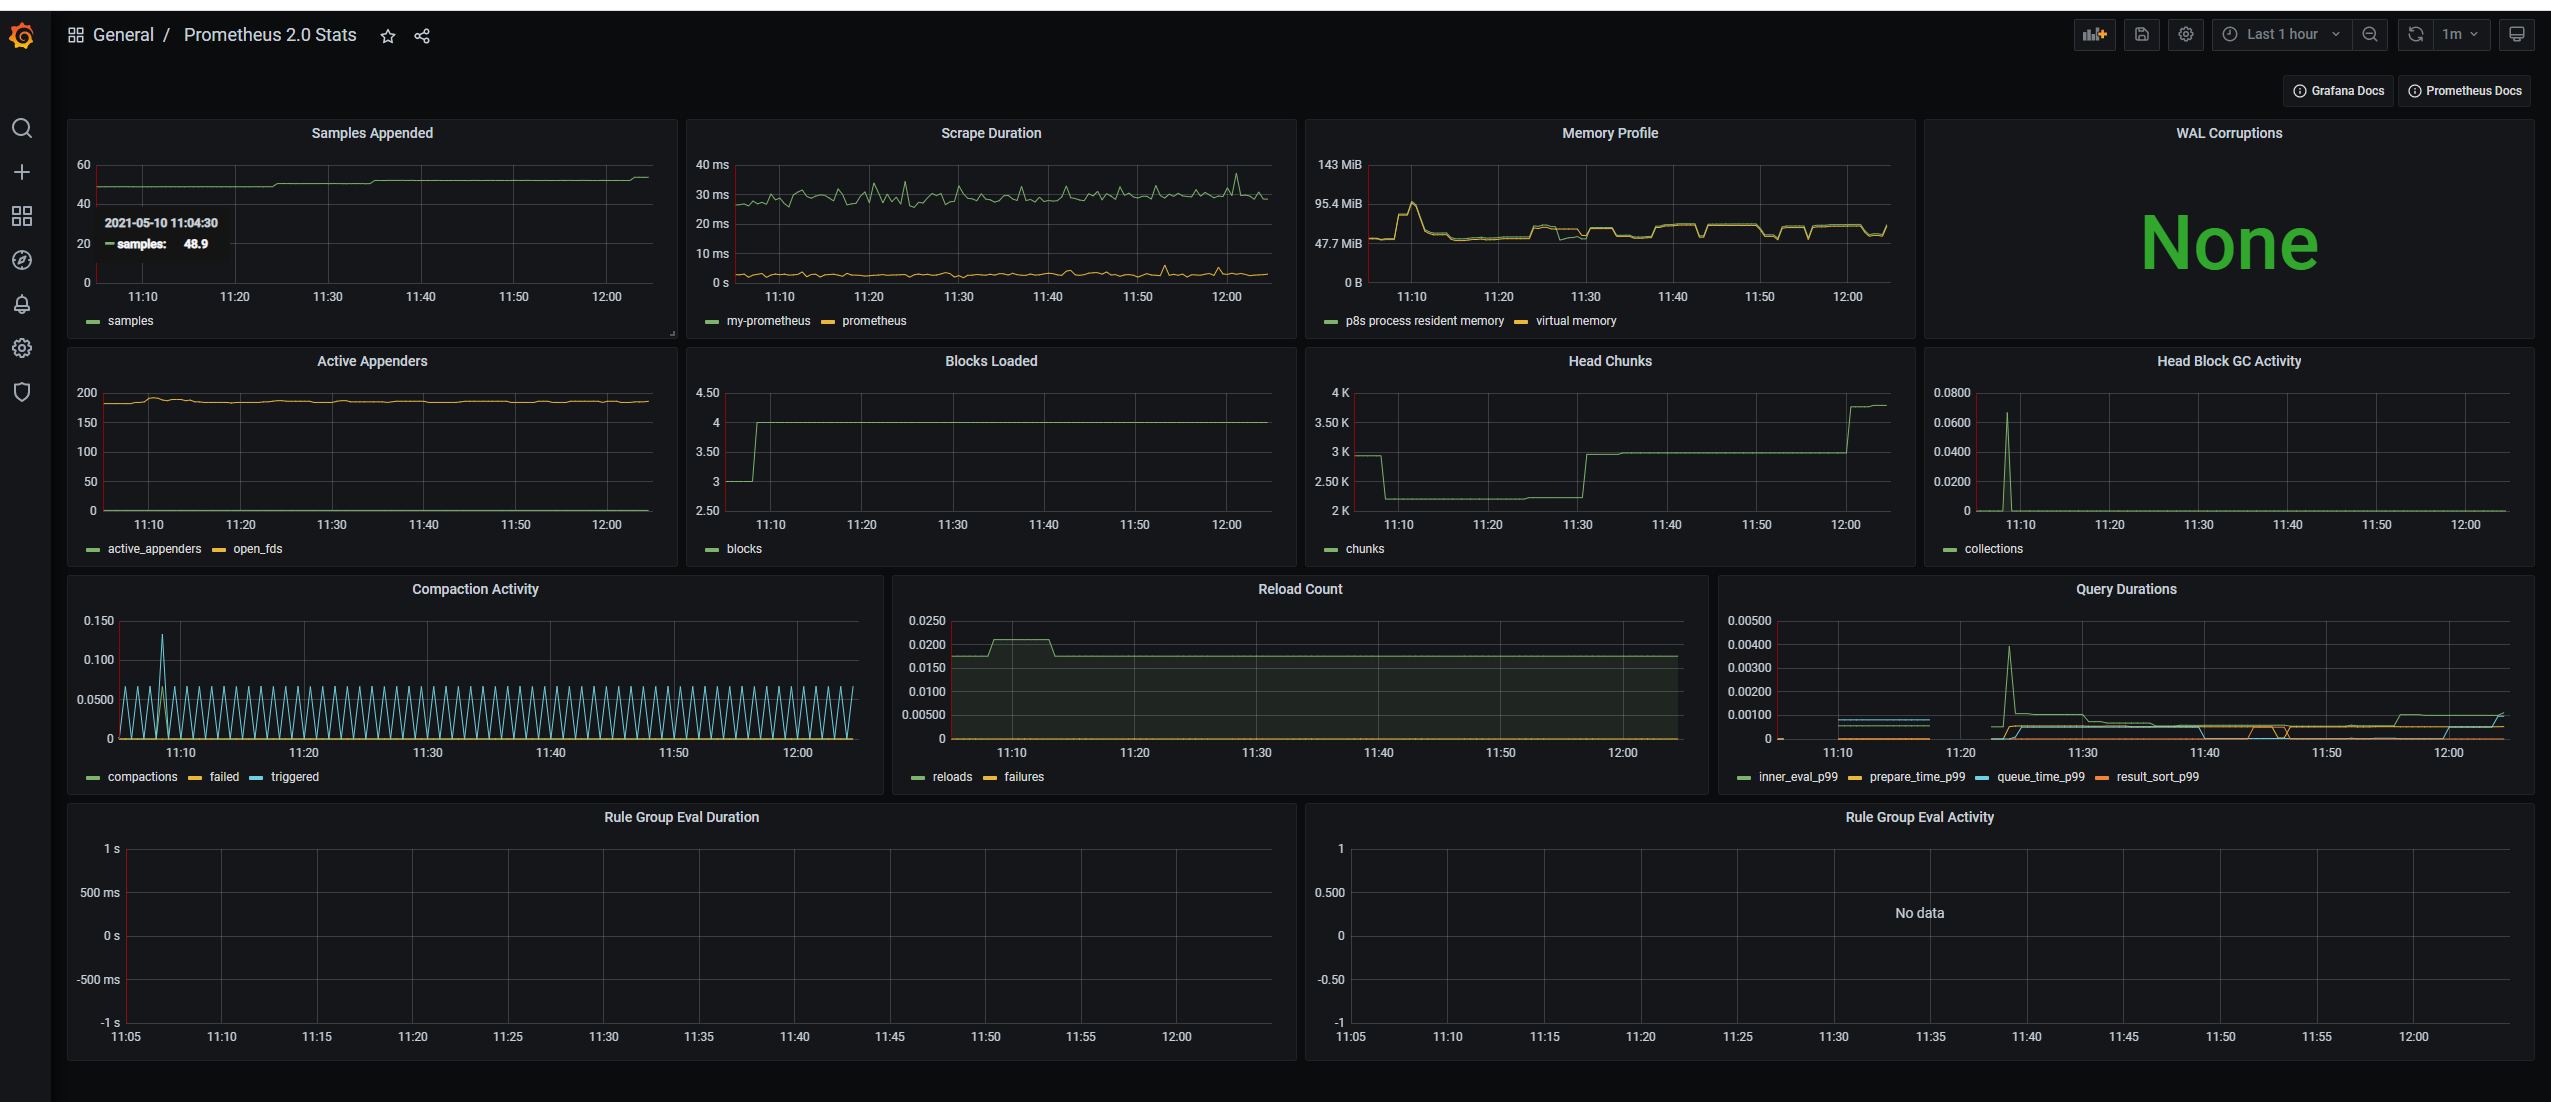 General / Prometheus 2.0 Stats
Last 1 hour
1m
Grafana Docs
Prometheus Docs
Samples Appended
60
40
20
0
2021-05-10 11:04:30
samples: 48.9
11:10 11:20 11:30 11:40 11:50 12:00
samples
Scrape Duration
40 ms
30 ms
20 ms
10 ms
0 s
11:10 11:20 11:30 11:40 11:50 12:00
my-prometheus prometheus
Memory Profile
143 MiB
95.4 MiB
47.7 MiB
0 B
11:10 11:20 11:30 11:40 11:50 12:00
p8s process resident memory virtual memory
WAL Corruptions
None
Active Appenders
200
150
100
50
0
11:10 11:20 11:30 11:40 11:50 12:00
active_appenders open_fds
Blocks Loaded
4.50
4
3.50
3
2.50
11:10 11:20 11:30 11:40 11:50 12:00
blocks
Head Chunks
4 K
3.50 K
3 K
2.50 K
2 K
11:10 11:20 11:30 11:40 11:50 12:00
chunks
Head Block GC Activity
0.0800
0.0600
0.0400
0.0200
0
11:10 11:20 11:30 11:40 11:50 12:00
collections
Compaction Activity
0.150
0.100
0.0500
0
11:10 11:20 11:30 11:40 11:50 12:00
compactions failed triggered
Reload Count
0.0250
0.0200
0.0150
0.0100
0.00500
0
11:10 11:20 11:30 11:40 11:50 12:00
reloads failures
Query Durations
0.00500
0.00400
0.00300
0.00200
0.00100
0
11:10 11:20 11:30 11:40 11:50 12:00
inner_eval_p99 prepare_time_p99 queue_time_p99 result_sort_p99
Rule Group Eval Duration
1 s
500 ms
0 s
-500 ms
-1 s
11:05 11:10 11:15 11:20 11:25 11:30 11:35 11:40 11:45 11:50 11:55 12:00
Rule Group Eval Activity
1
0.500
0
-0.50
-1
No data
11:05 11:10 11:15 11:20 11:25 11:30 11:35 11:40 11:45 11:50 11:55 12:00